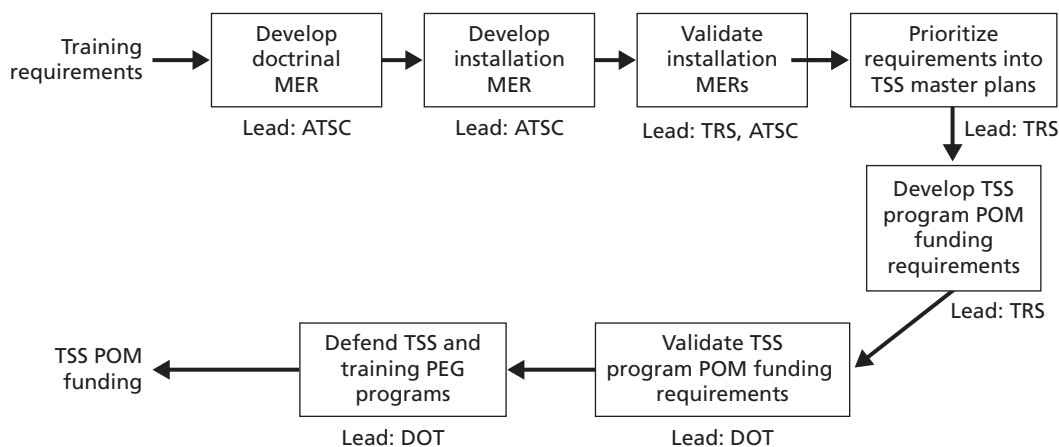 Training
requirements
Develop
doctrinal
MER
Lead: ATSC
Develop
installation
MER
Lead: ATSC
Validate
installation
MERs
Lead: TRS, ATSC
Prioritize
requirements into
TSS master plans
Lead: TRS
Develop TSS
program POM
funding
requirements
Lead: TRS
Validate TSS
program POM funding
requirements
Lead: DOT
Defend TSS and
training PEG
programs
Lead: DOT
TSS POM
funding